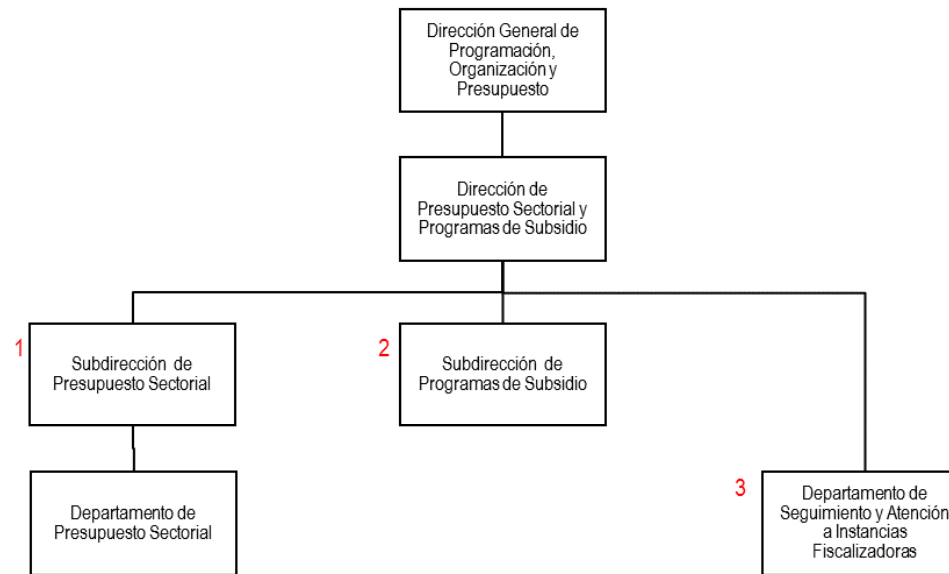 Dirección General de
Programación,
Organización y
Presupuesto
Dirección de
Presupuesto Sectorial y
Programas de Subsidio
1
Subdirección de
Presupuesto Sectorial
2
Subdirección de
Programas de Subsidio
Departamento de
Presupuesto Sectorial
3
Departamento de
Seguimiento y Atención
a Instancias
Fiscalizadoras